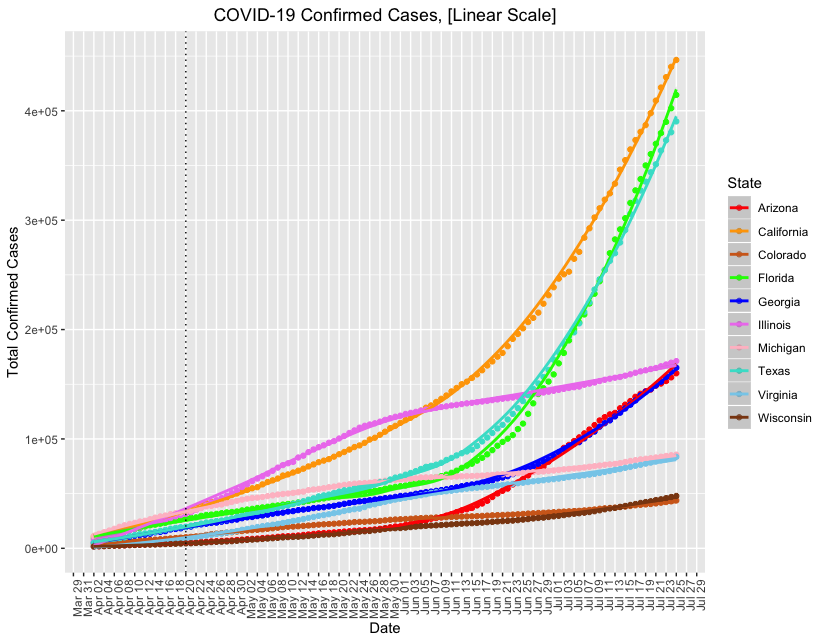 COVID-19 Confirmed Cases, [Linear Scale]
Total Confirmed Cases
4e+05
3e+05
2e+05
1e+05
0e+00
Mar 29
Mar 31
Apr 02
Apr 04
Apr 06
Apr 08
Apr 10
Apr 12
Apr 14
Apr 16
Apr 18
Apr 20
Apr 22
Apr 24
Apr 26
Apr 28
Apr 30
May 02
May 04
May 06
May 08
May 10
May 12
May 14
May 16
May 18
May 20
May 22
May 24
May 26
May 28
May 30
Jun 01
Jun 03
Jun 05
Jun 07
Jun 09
Jun 11
Jun 13
Jun 15
Jun 17
Jun 19
Jun 21
Jun 23
Jun 25
Jun 27
Jun 29
Jul 01
Jul 03
Jul 05
Jul 07
Jul 09
Jul 11
Jul 13
Jul 15
Jul 17
Jul 19
Jul 21
Jul 23
Jul 25
Jul 27
Jul 29
Date
State
Arizona
California
Colorado
Florida
Georgia
Illinois
Michigan
Texas
Virginia
Wisconsin